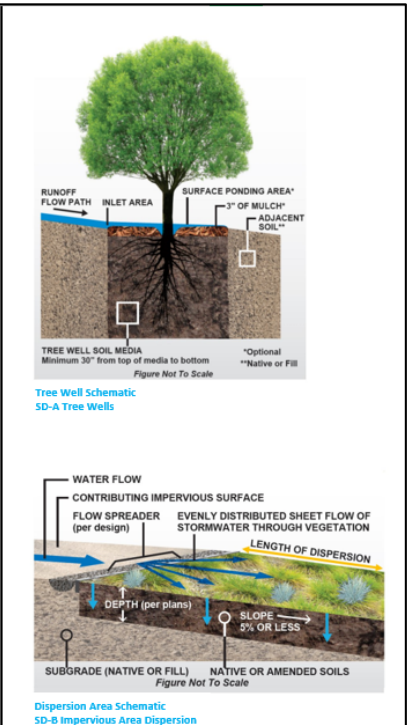 RUNOFF
FLOW PATH
INLET AREA
SURFACE PONDING AREA*
3" OF MULCH*
ADJACENT
SOIL**
TREE WELL SOIL MEDIA
Minimum 30" from top of media to bottom
*Optional
**Native or Fill
Figure Not To Scale
Tree Well Schematic
SD-A Tree Wells
WATER FLOW
CONTRIBUTING IMPERVIOUS SURFACE
FLOW SPREADER
(per design)
EVENLY DISTRIBUTED SHEET FLOW OF
STORMWATER THROUGH VEGETATION
LENGTH OF DISPERSION
DEPTH (per plans)
SLOPE
5% OR LESS
SUBGRADE (NATIVE OR FILL)
NATIVE OR AMENDED SOILS
Figure Not To Scale
Dispersion Area Schematic
SD-B Impervious Area Dispersion